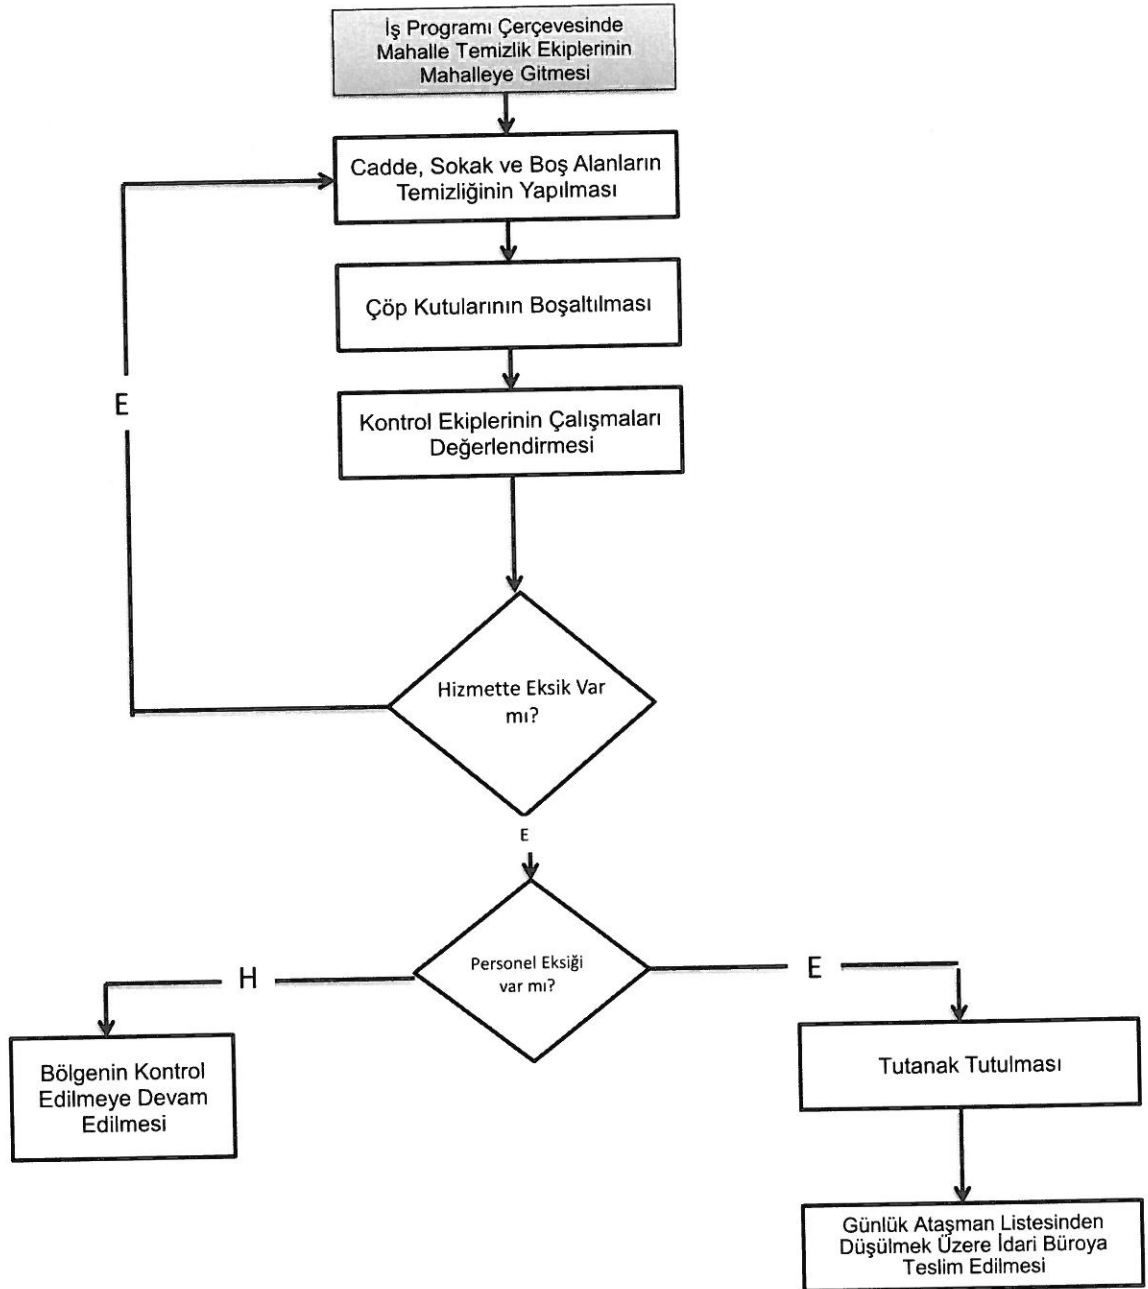 İş Programı Çerçevesinde
Mahalle Temizlik Ekiplerinin
Mahalleye Gitmesi
Cadde, Sokak ve Boş Alanların
Temizliğinin Yapılması
Çöp Kutularının Boşaltılması
E
Kontrol Ekiplerinin Çalışmaları
Değerlendirmesi
Hizmette Eksik Var
mı?
E
Personel Eksiği
var mı?
H
E
Bölgenin Kontrol
Edilmeye Devam
Edilmesi
Tutanak Tutulması
Günlük Ataşman Listesinden
Düşülmek Üzere İdari Büroya
Teslim Edilmesi